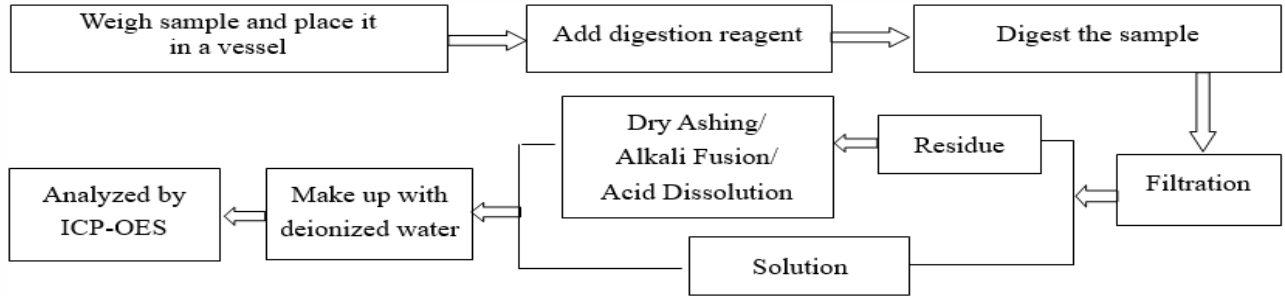 Weigh sample and place it
in a vessel
Add digestion reagent
Digest the sample
Filtration
Residue
Dry Ashing/
Alkali Fusion/
Acid Dissolution
Solution
Make up with
deionized water
Analyzed by
ICP-OES